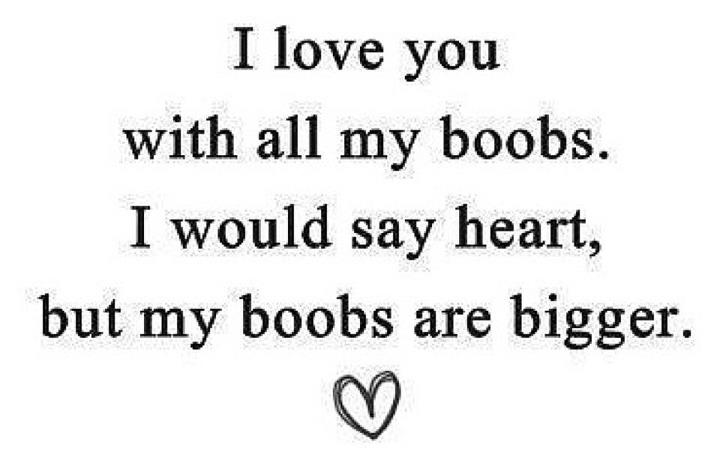 I love you
with all my boobs.
I would say heart,
but my boobs are bigger.